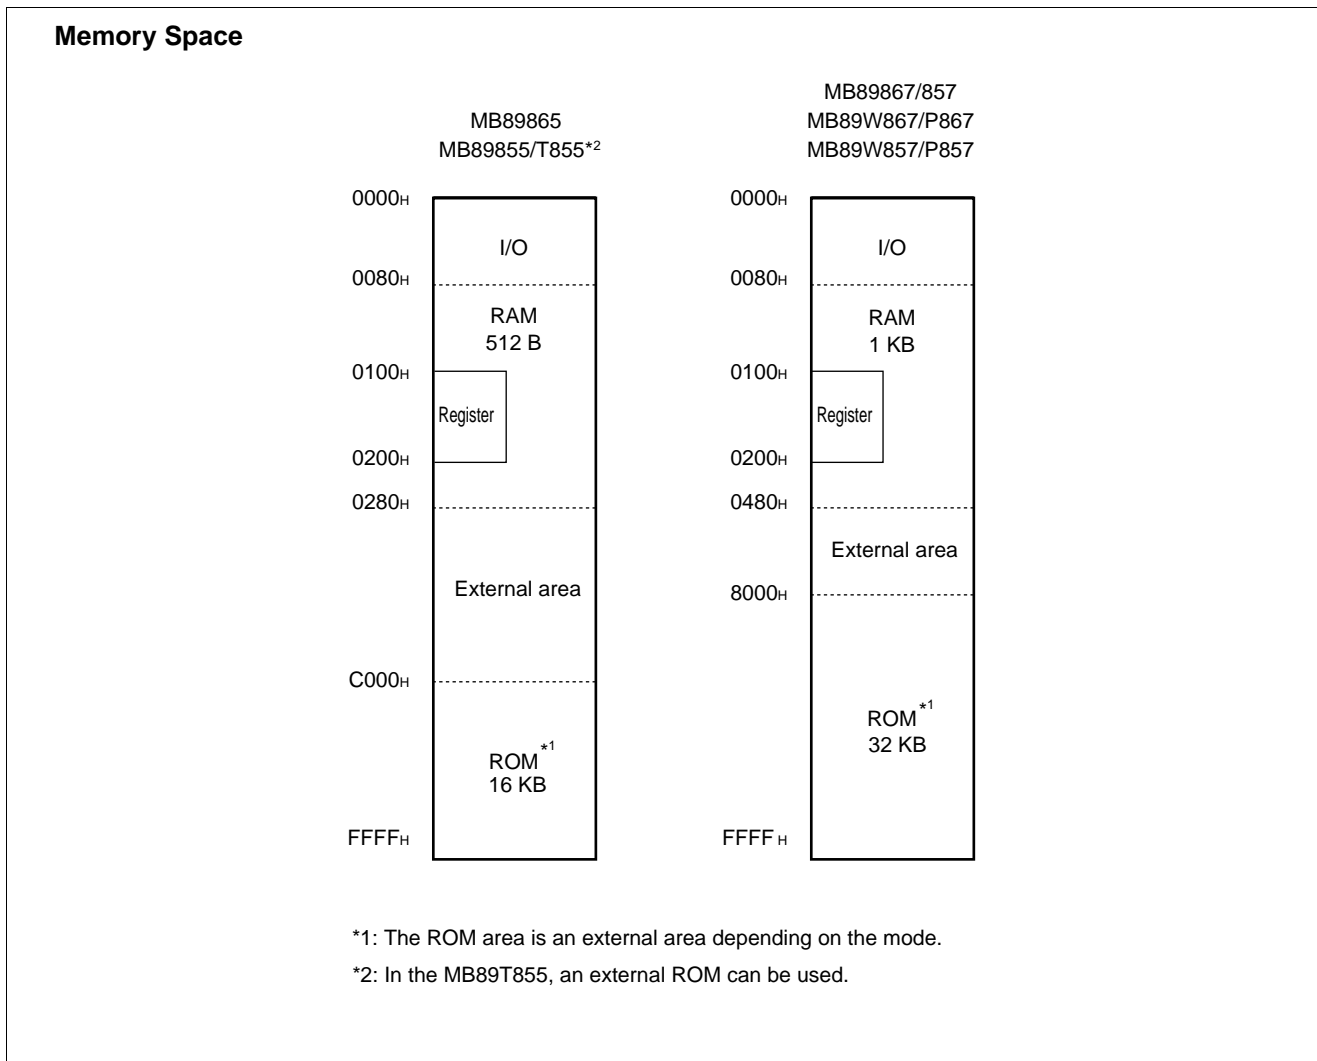 Memory Space
MB89865
MB89855/T855*2
0000H
I/O
0080H
RAM
512 B
0100H
Register
0200H
0280H
External area
C000H
ROM*1
16 KB
FFFFH
MB89867/857
MB89W867/P867
MB89W857/P857
0000H
I/O
0080H
RAM
1 KB
0100H
Register
0200H
0480H
External area
8000H
ROM*1
32 KB
FFFF H
*1: The ROM area is an external area depending on the mode.
*2: In the MB89T855, an external ROM can be used.